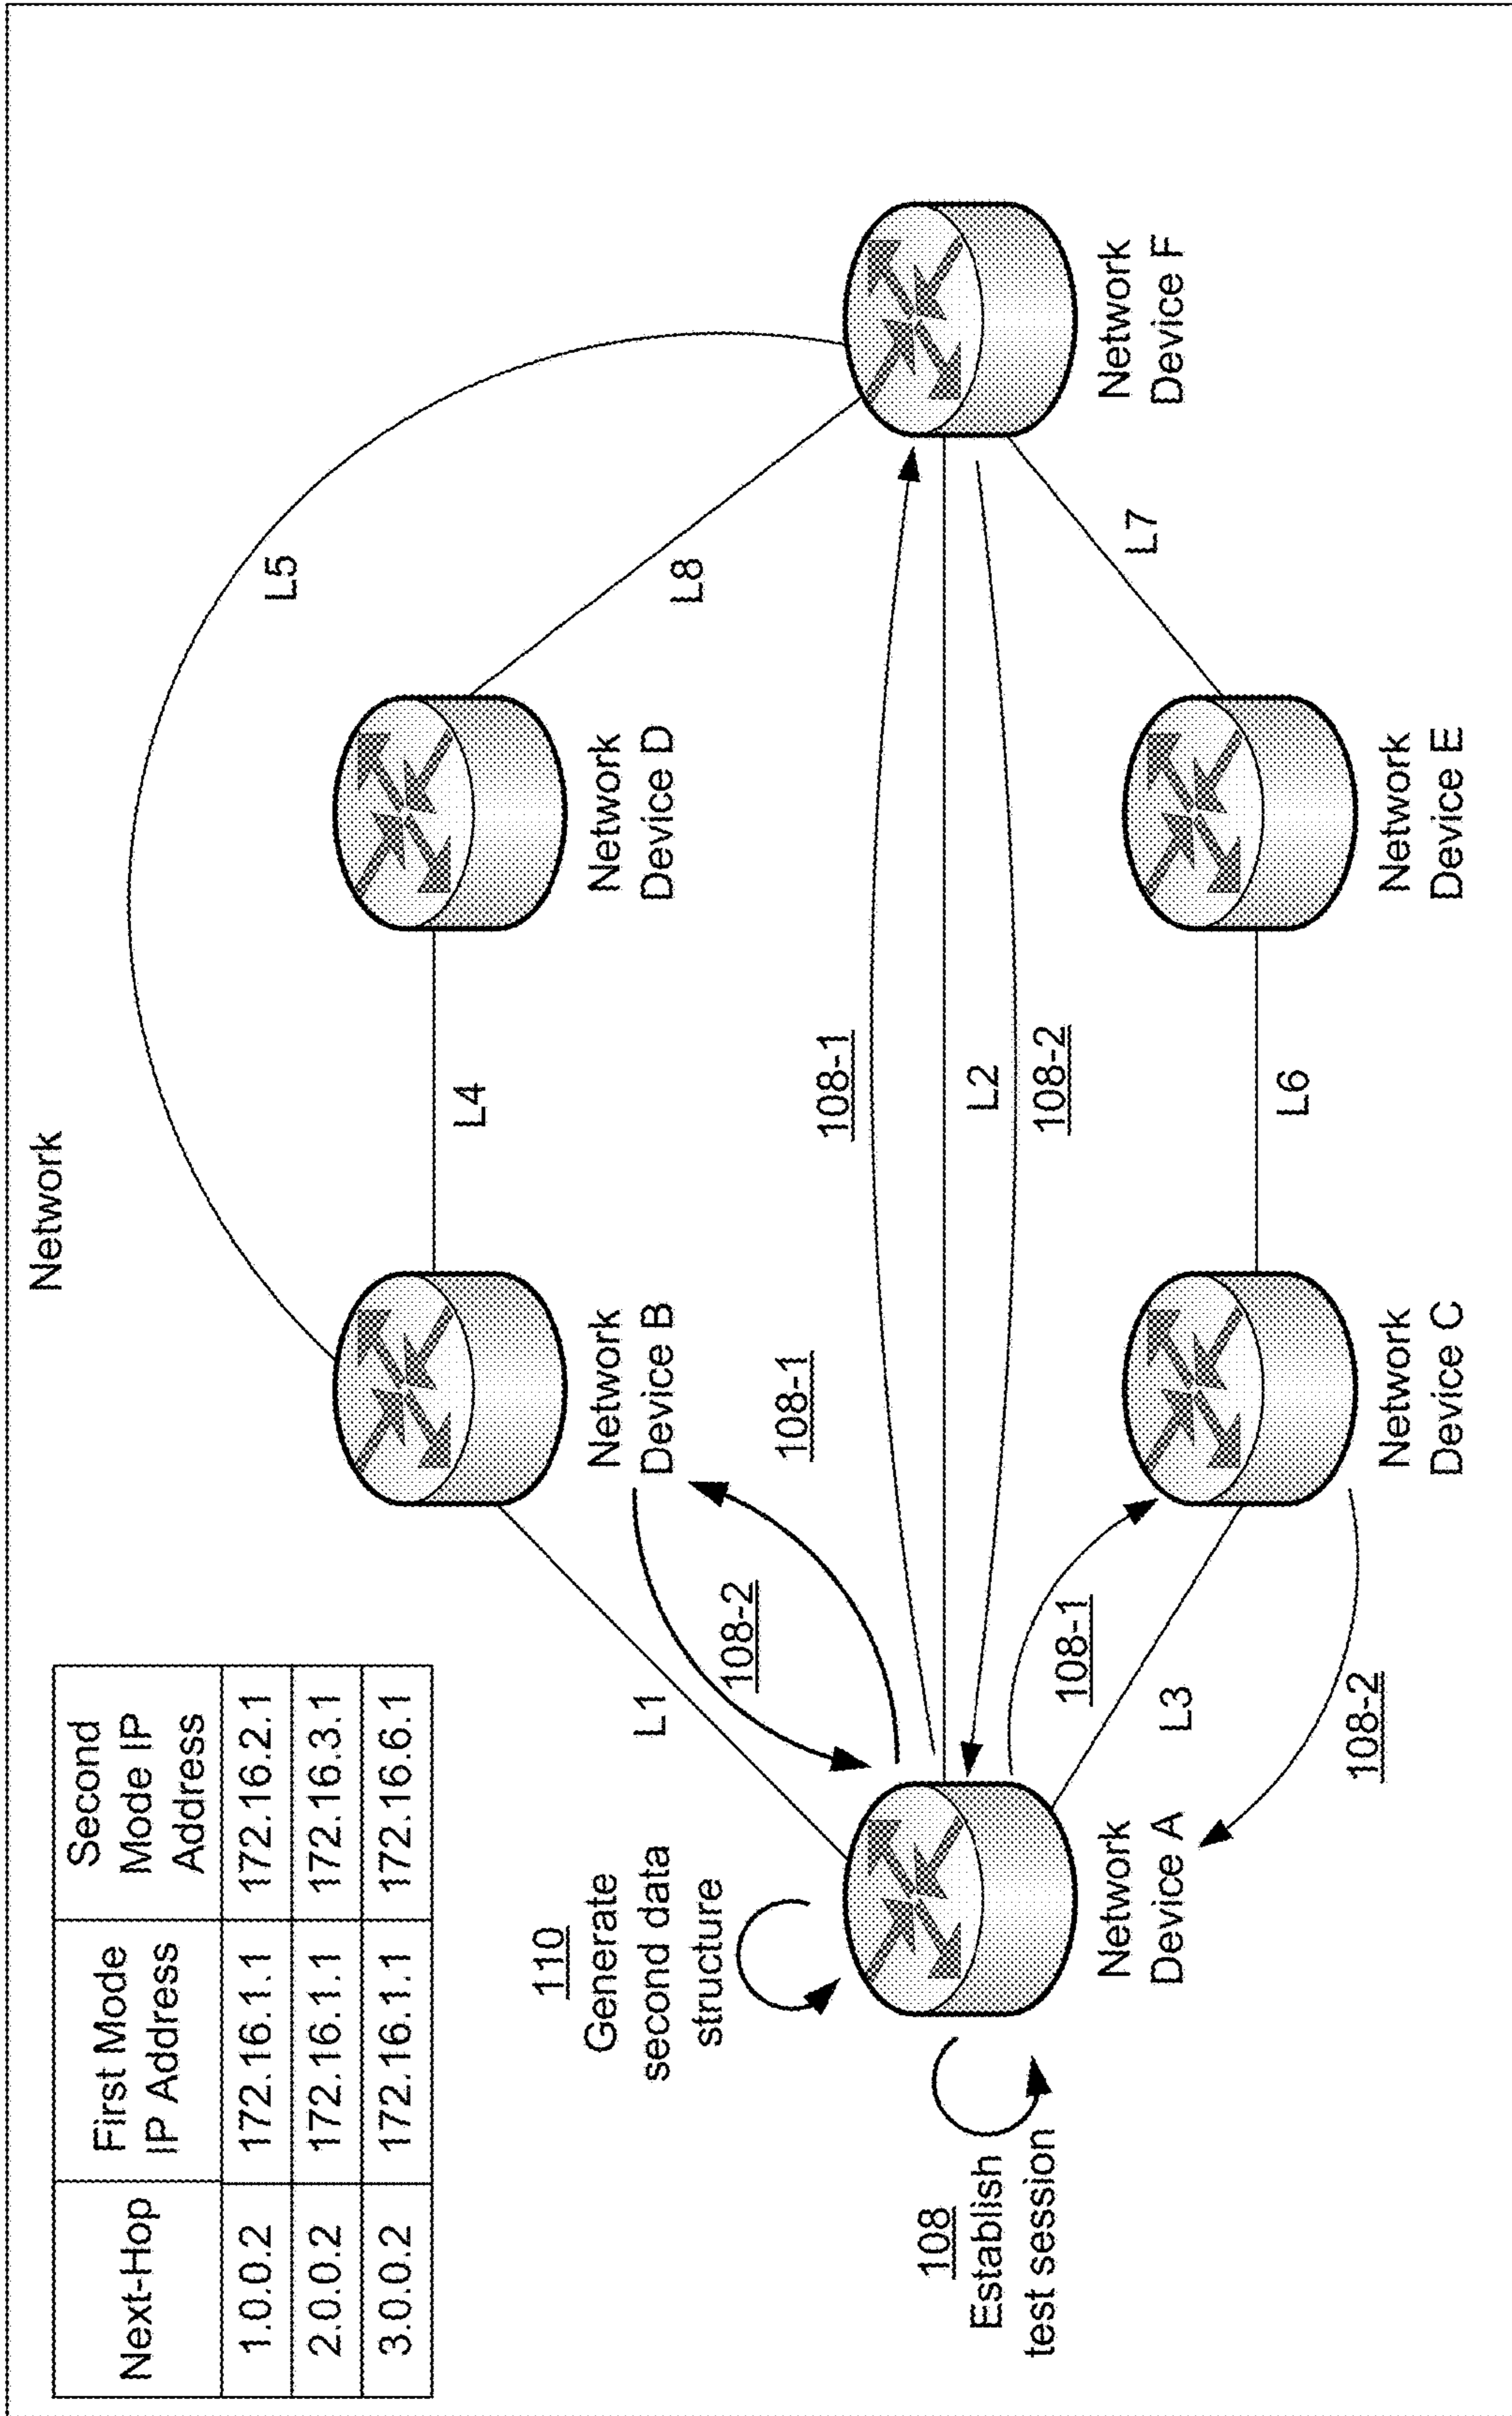 Network
Next-Hop
First Mode
IP Address
Second
Mode IP
Address
1.0.0.2
172.16.1.1
172.16.2.1
2.0.0.2
172.16.1.1
172.16.3.1
3.0.0.2
172.16.1.1
172.16.6.1
L5
L4
L8
Network
Device B
Network
Device D
L1
108-2
108-1
108-1
L2
108-2
110
Generate
second data
structure
108
Establish
test session
Network
Device A
Network
Device F
108-1
L3
108-2
L6
L7
Network
Device C
Network
Device E